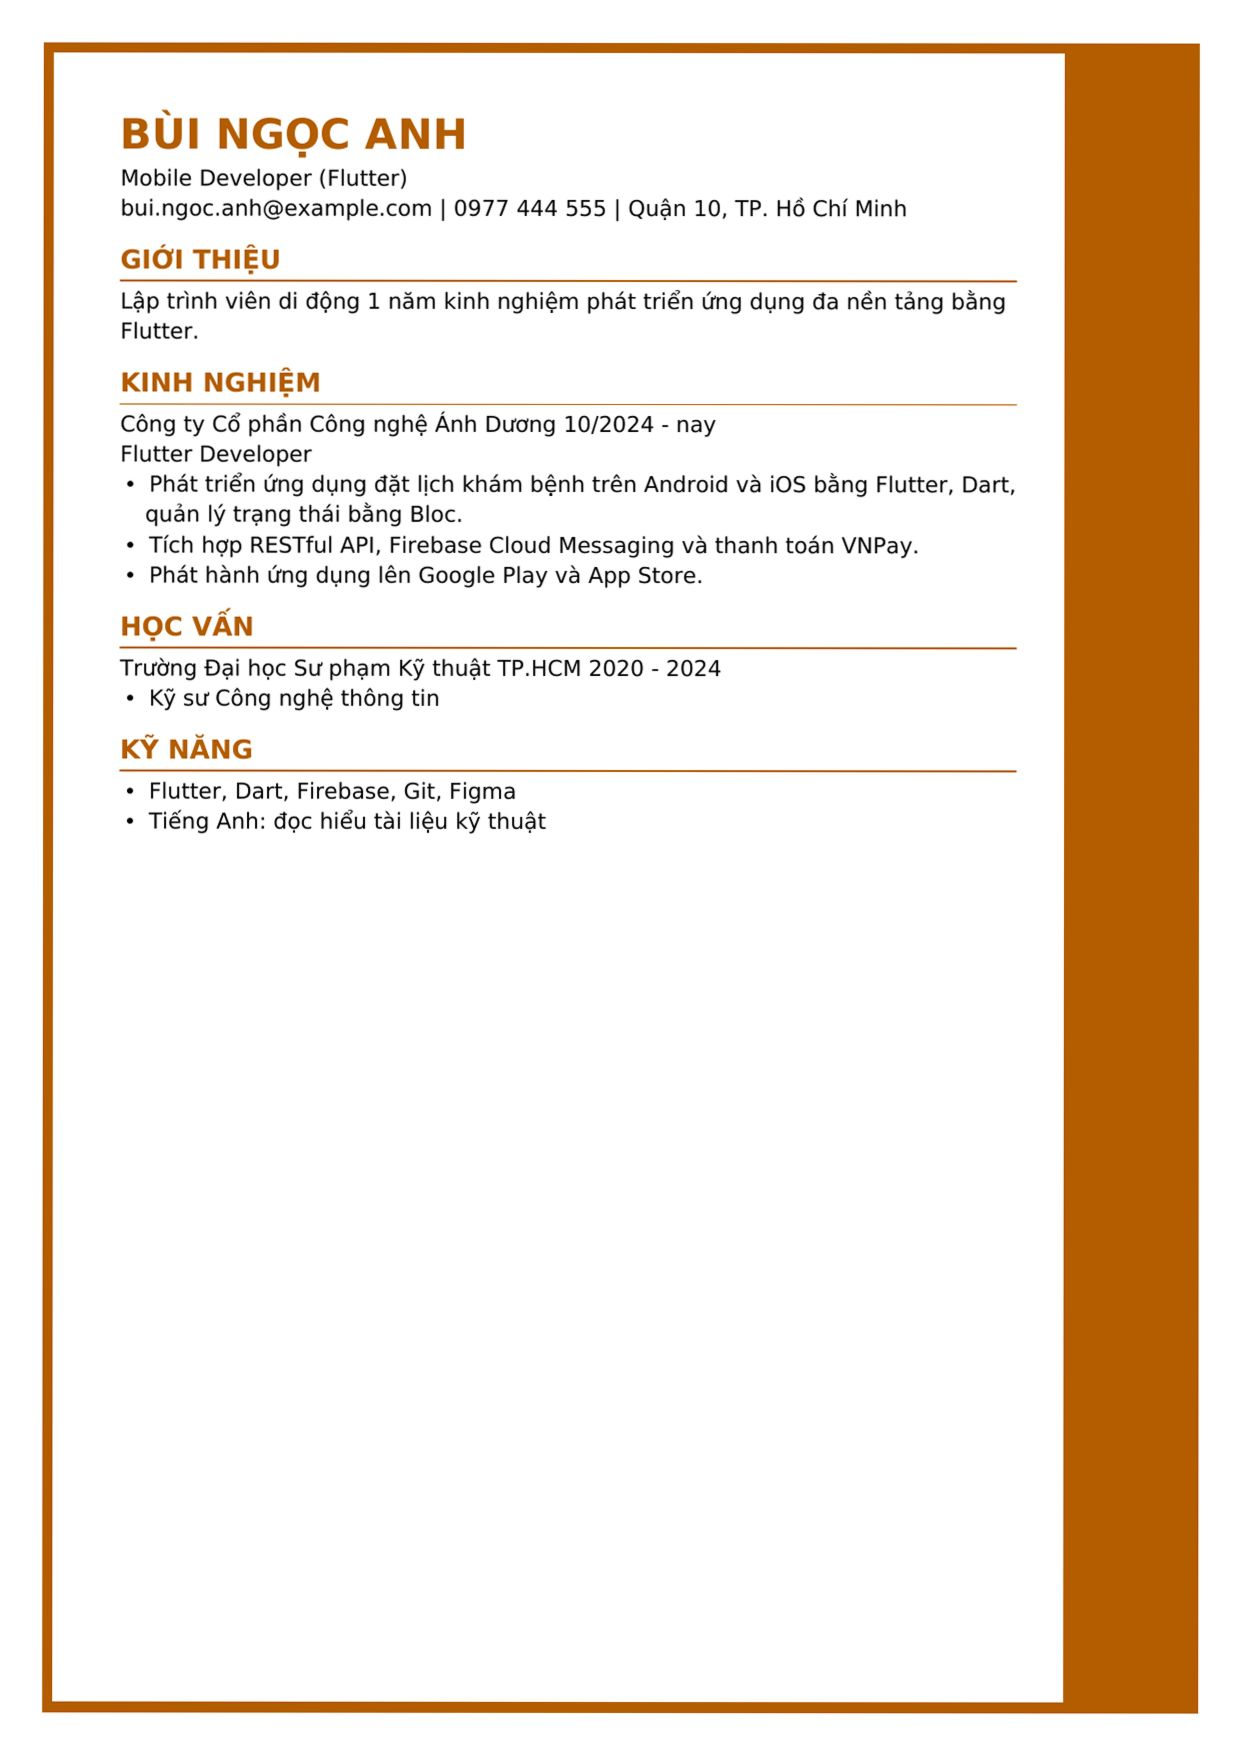 BÙI NGỌC ANH
Mobile Developer (Flutter)
bui.ngoc.anh@example.com | 0977 444 555 | Quận 10, TP. Hồ Chí Minh
GIỚI THIỆU
Lập trình viên di động 1 năm kinh nghiệm phát triển ứng dụng đa nền tảng bằng
Flutter.
KINH NGHIỆM
Công ty Cổ phần Công nghệ Ánh Dương 10/2024 - nay
Flutter Developer
• Phát triển ứng dụng đặt lịch khám bệnh trên Android và iOS bằng Flutter, Dart,
quản lý trạng thái bằng Bloc.
• Tích hợp RESTful API, Firebase Cloud Messaging và thanh toán VNPay.
• Phát hành ứng dụng lên Google Play và App Store.
HỌC VẤN
Trường Đại học Sư phạm Kỹ thuật TP.HCM 2020 - 2024
• Kỹ sư Công nghệ thông tin
KỸ NĂNG
• Flutter, Dart, Firebase, Git, Figma
• Tiếng Anh: đọc hiểu tài liệu kỹ thuật